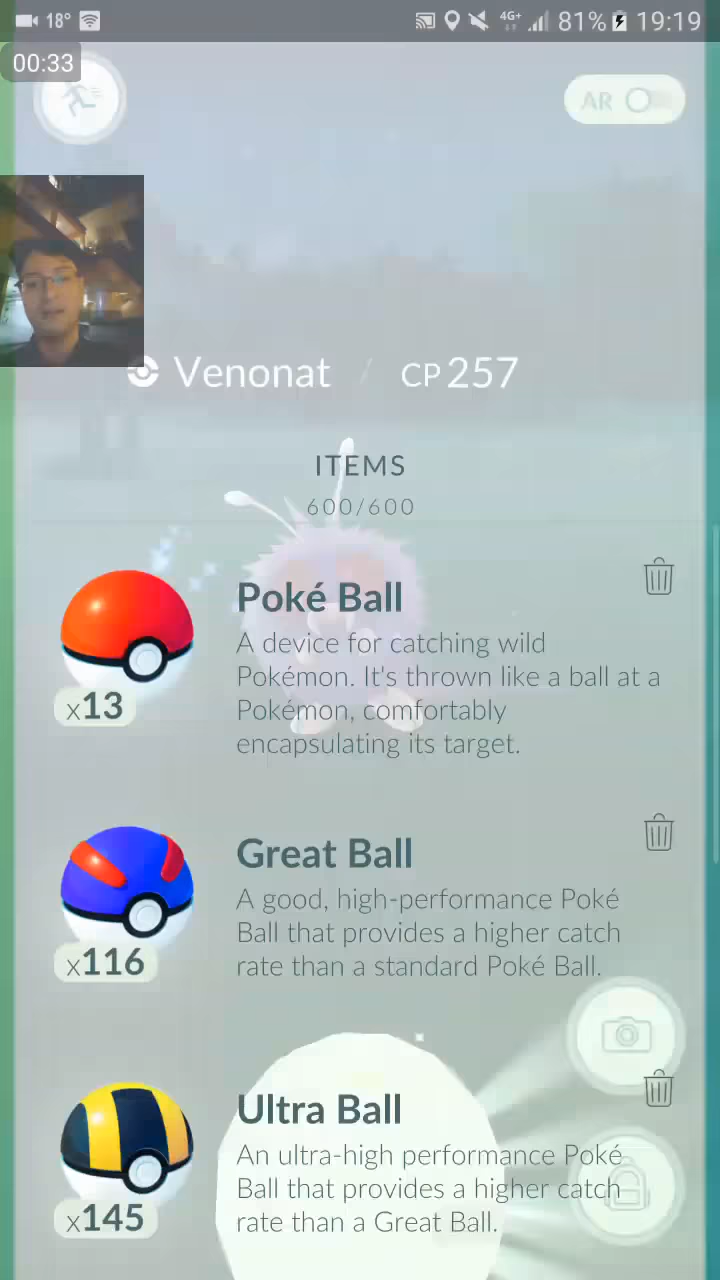 18° 4G+ 81% 19:19
00:33
AR
Venonat / CP257
ITEMS
600/600
Poké Ball
A device for catching wild
Pokémon. It's thrown like a ball at a
Pokémon, comfortably
encapsulating its target.
x13
Great Ball
A good, high-performance Poké
Ball that provides a higher catch
rate than a standard Poké Ball.
x116
Ultra Ball
An ultra-high performance Poké
Ball that provides a higher catch
rate than a Great Ball.
x145